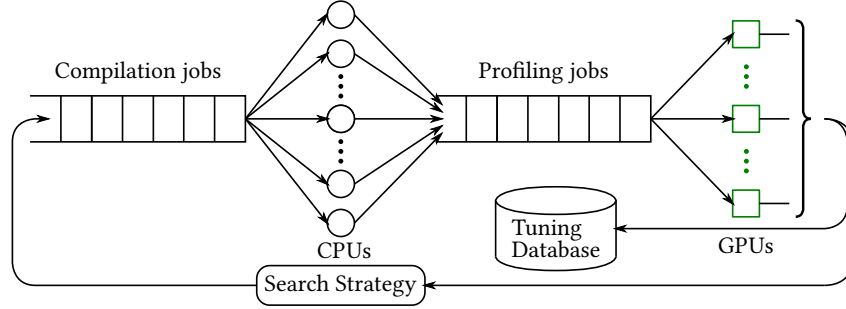 Compilation jobs
Profiling jobs
Tuning
Database
CPUs
GPUs
Search Strategy